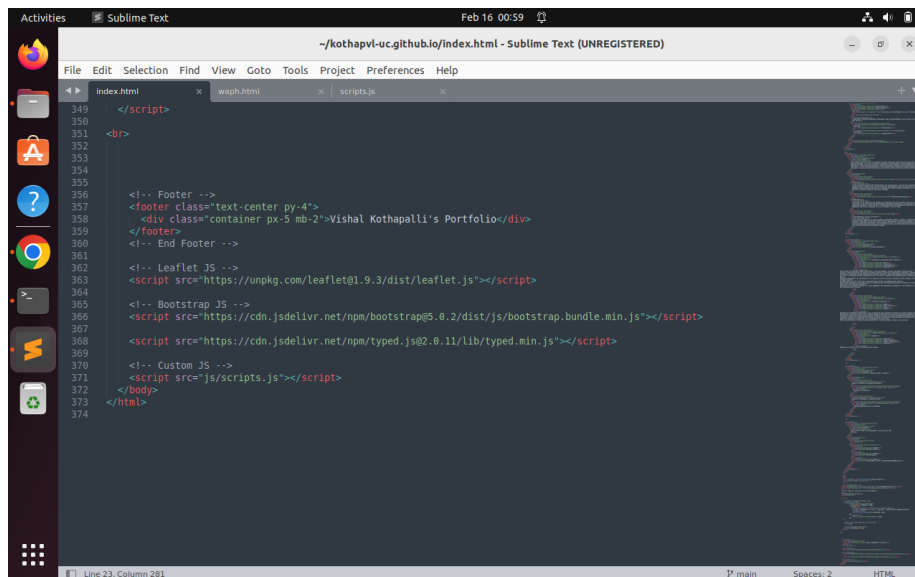 Activities
Sublime Text
Feb 16 00:59
~/kothapvl-uc.github.io/index.html - Sublime Text (UNREGISTERED)
File Edit Selection Find View Goto Tools Project Preferences Help
index.html × waph.html × scripts.js ×
349 </script>
350
351 <br>
352
353
354
355
356 <!-- Footer -->
357 <footer class="text-center py-4">
358 <div class="container px-5 mb-2">Vishal Kothapalli's Portfolio</div>
359 </footer>
360 <!-- End Footer -->
361
362 <!-- Leaflet JS -->
363 <script src="https://unpkg.com/leaflet@1.9.3/dist/leaflet.js"></script>
364
365 <!-- Bootstrap JS -->
366 <script src="https://cdn.jsdelivr.net/npm/bootstrap@5.0.2/dist/js/bootstrap.bundle.min.js"></script>
367
368 <script src="https://cdn.jsdelivr.net/npm/typed.js@2.0.11/lib/typed.min.js"></script>
369
370 <!-- Custom JS -->
371 <script src="js/scripts.js"></script>
372 </body>
373 </html>
374
Line 23, Column 281
main
Spaces: 2
HTML